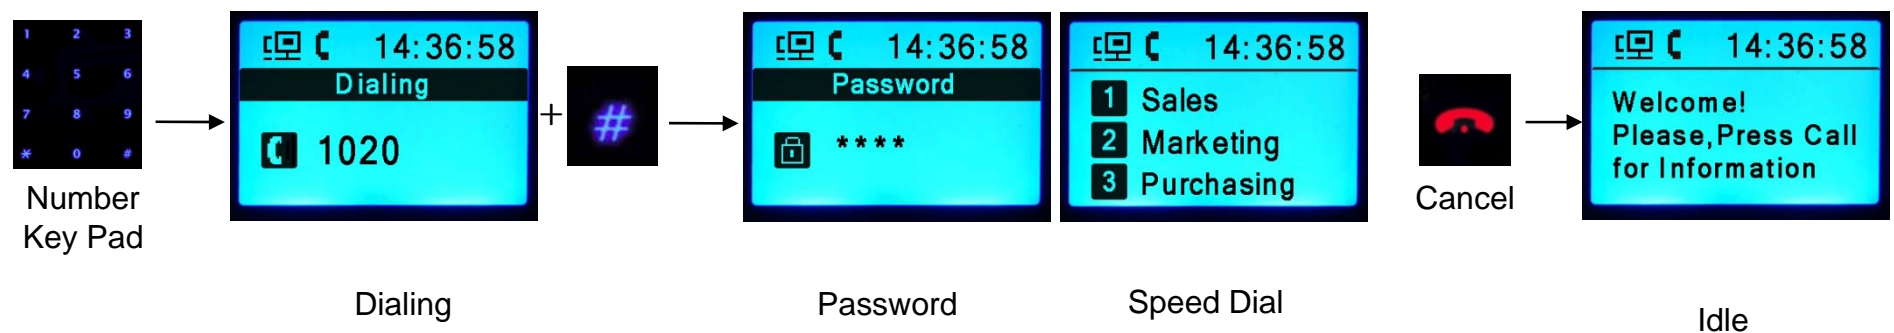 1 2 3
4 5 6
7 8 9
* 0 #
Number
Key Pad
14:36:58
Dialing
1020
Dialing
+
#
14:36:58
Password
****
Password
14:36:58
1 Sales
2 Marketing
3 Purchasing
Speed Dial
Cancel
14:36:58
Welcome!
Please,Press Call
for Information
Idle